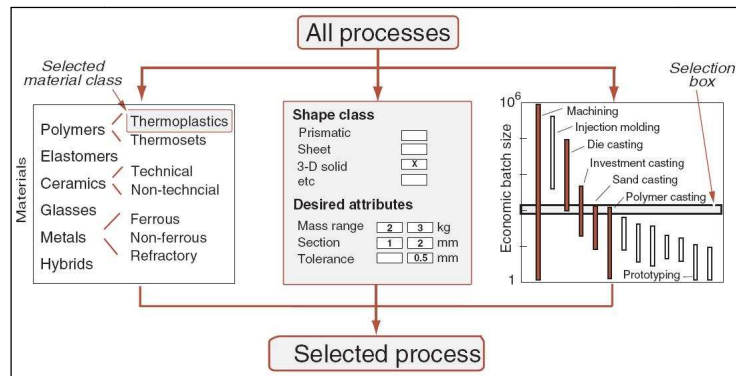 All processes
Selected
material class
Materials
Polymers
Thermoplastics
Thermosets
Elastomers
Ceramics
Technical
Non-techncial
Glasses
Metals
Ferrous
Non-ferrous
Refractory
Hybrids
Shape class
Prismatic
Sheet
3-D solid X
etc
Desired attributes
Mass range 2 3 kg
Section 1 2 mm
Tolerance 0.5 mm
Selection
box
Economic batch size
10⁶
1
Machining
Injection molding
Die casting
Investment casting
Sand casting
Polymer casting
Prototyping
Selected process